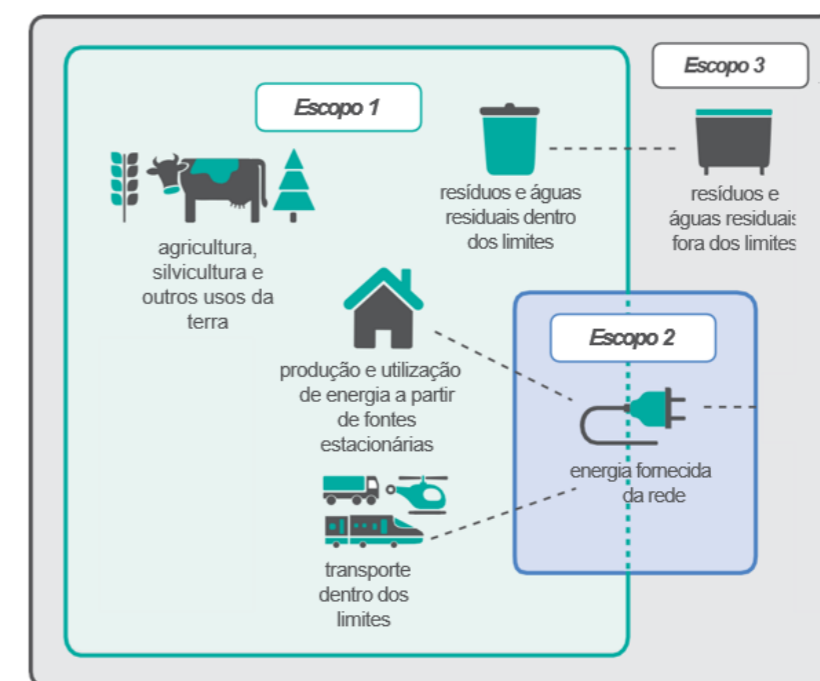 Escopo 3
Escopo 1
resíduos e águas
residuais dentro
dos limites
resíduos e
águas residuais
fora dos limites
agricultura,
silvicultura e
outros usos da
terra
Escopo 2
produção e utilização
de energia a partir
de fontes
estacionárias
energia fornecida
da rede
transporte
dentro dos
limites